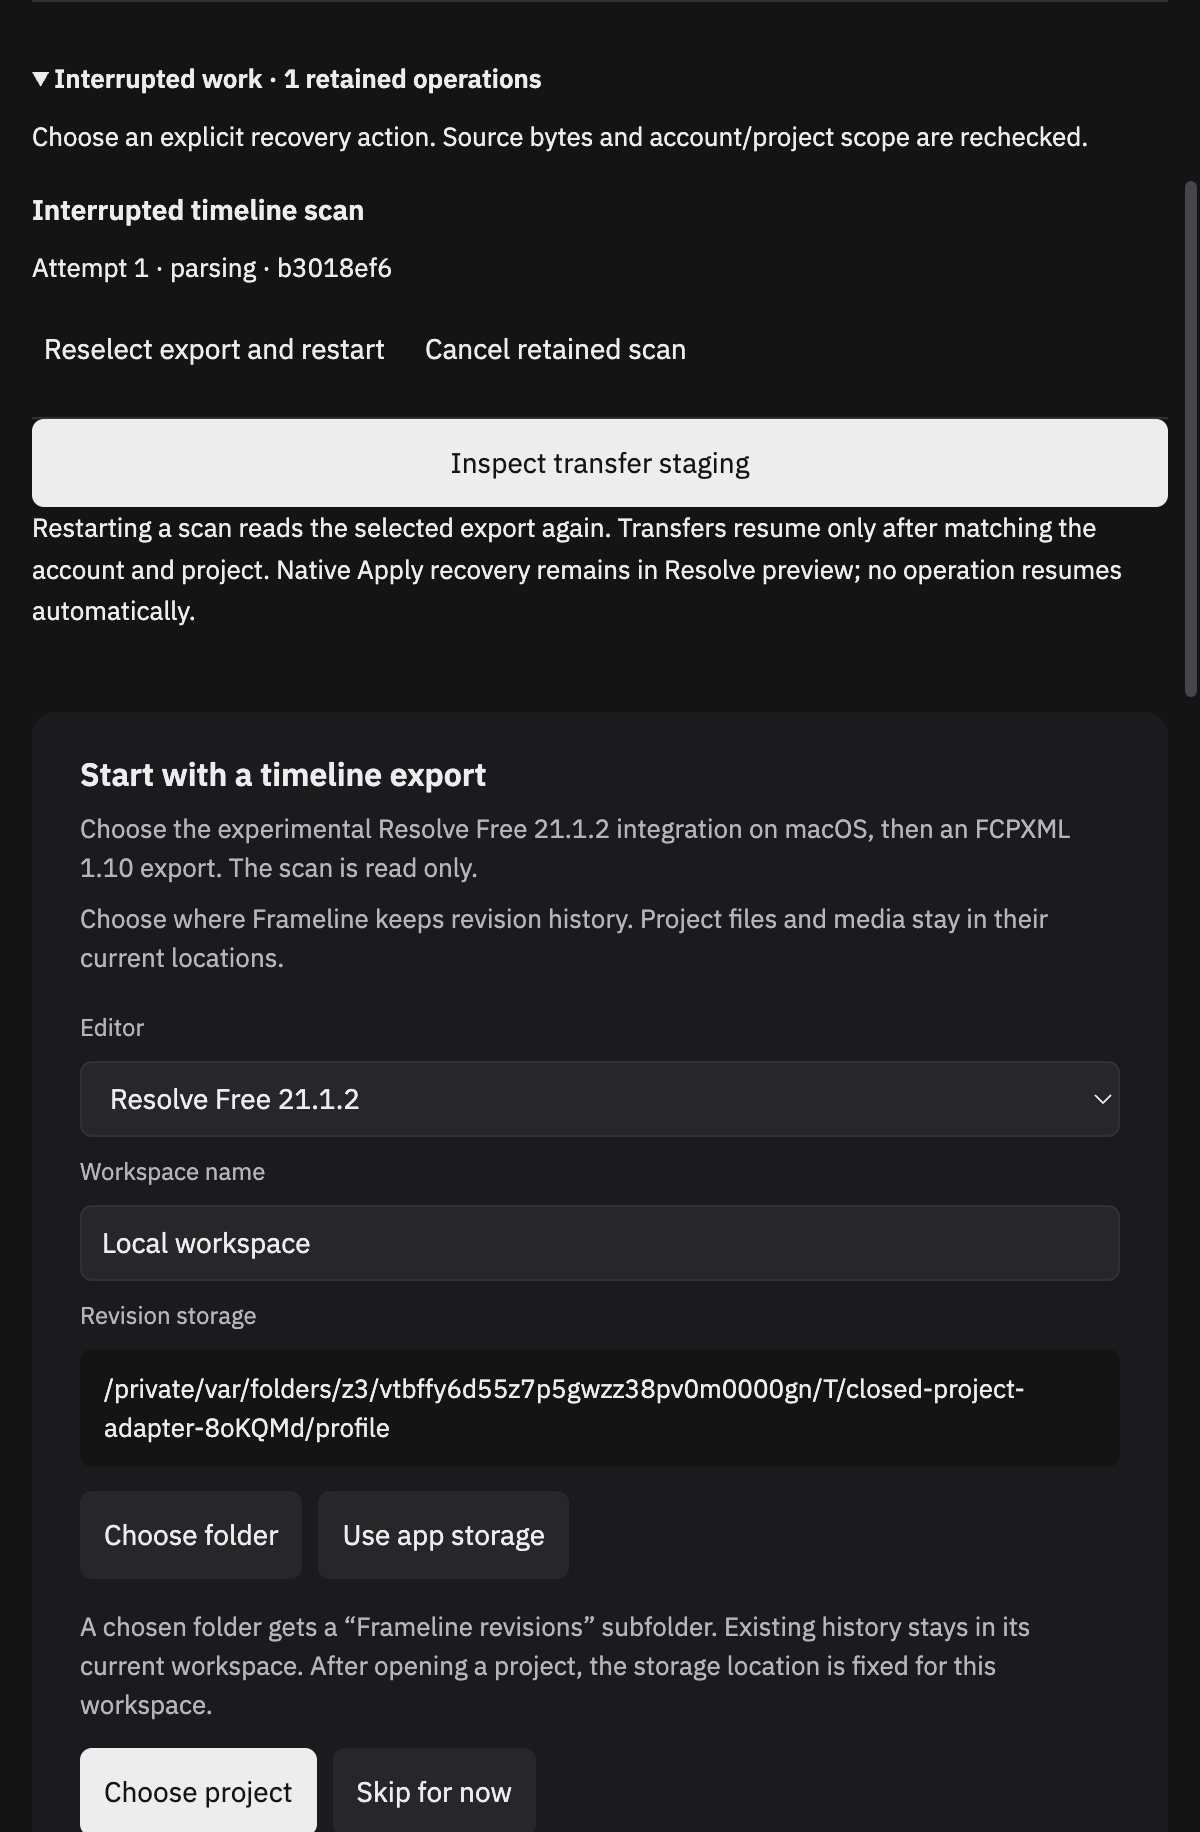 ▼ Interrupted work · 1 retained operations
Choose an explicit recovery action. Source bytes and account/project scope are rechecked.
Interrupted timeline scan
Attempt 1 · parsing · b3018ef6
Reselect export and restart Cancel retained scan
Inspect transfer staging
Restarting a scan reads the selected export again. Transfers resume only after matching the
account and project. Native Apply recovery remains in Resolve preview; no operation resumes
automatically.
Start with a timeline export
Choose the experimental Resolve Free 21.1.2 integration on macOS, then an FCPXML
1.10 export. The scan is read only.
Choose where Frameline keeps revision history. Project files and media stay in their
current locations.
Editor
Resolve Free 21.1.2
Workspace name
Local workspace
Revision storage
/private/var/folders/z3/vtbffy6d55z7p5gwzz38pv0m0000gn/T/closed-project-
adapter-8oKQMd/profile
Choose folder Use app storage
A chosen folder gets a “Frameline revisions” subfolder. Existing history stays in its
current workspace. After opening a project, the storage location is fixed for this
workspace.
Choose project Skip for now